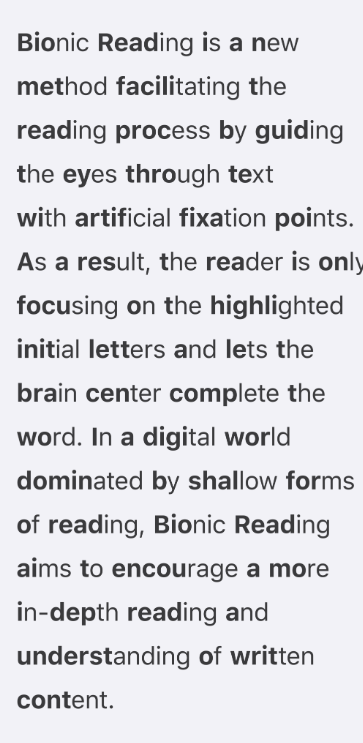 Bionic Reading is a new
method facilitating the
reading process by guiding
the eyes through text
with artificial fixation points.
As a result, the reader is only
focusing on the highlighted
initial letters and lets the
brain center complete the
word. In a digital world
dominated by shallow forms
of reading, Bionic Reading
aims to encourage a more
in-depth reading and
understanding of written
content.